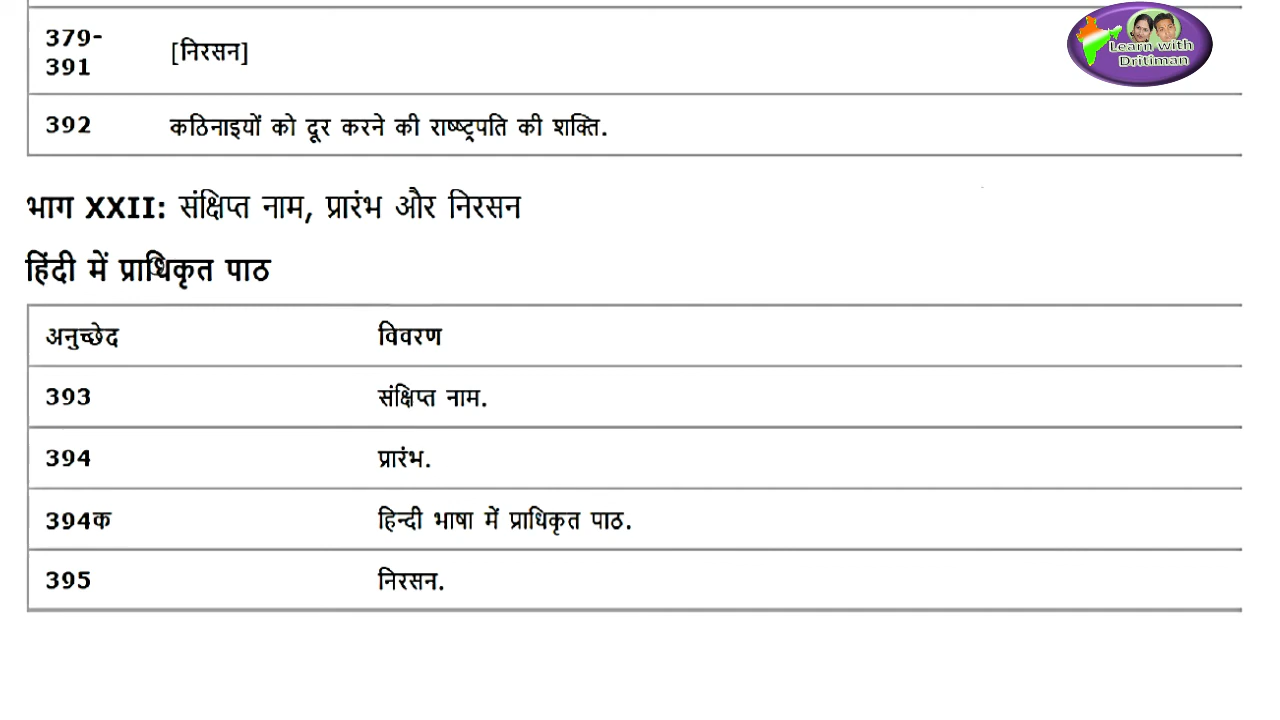 379-
391
[निरसन]
Learn with
Dritiman
392 कठिनाइयों को दूर करने की राष्ष्ट्रपति की शक्ति.
भाग XXII: संक्षिप्त नाम, प्रारंभ और निरसन
हिंदी में प्राधिकृत पाठ
अनुच्छेद विवरण
393 संक्षिप्त नाम.
394 प्रारंभ.
394क हिन्दी भाषा में प्राधिकृत पाठ.
395 निरसन.